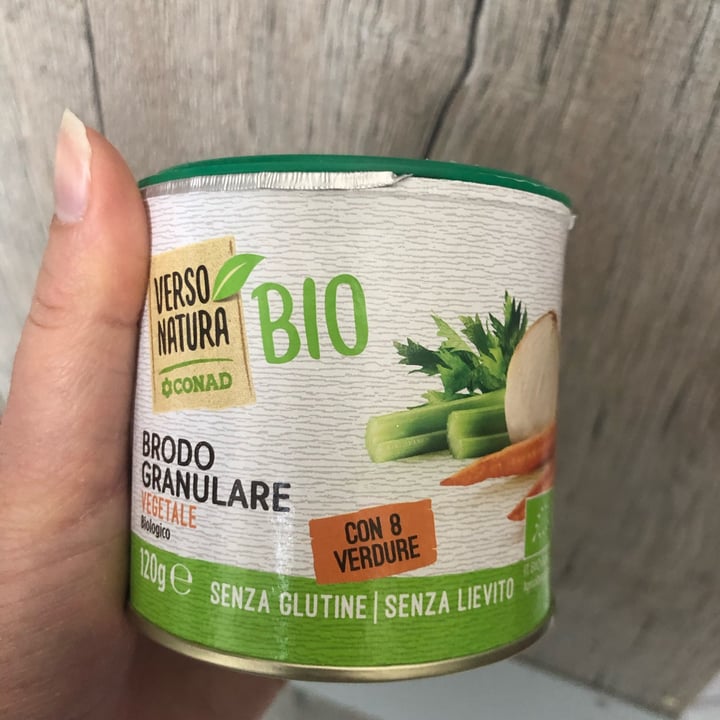 VERSO
NATURA
CONAD
BIO
BRODO
GRANULARE
VEGETALE
Biologico
CON 8
VERDURE
120g e
SENZA GLUTINE | SENZA LIEVITO